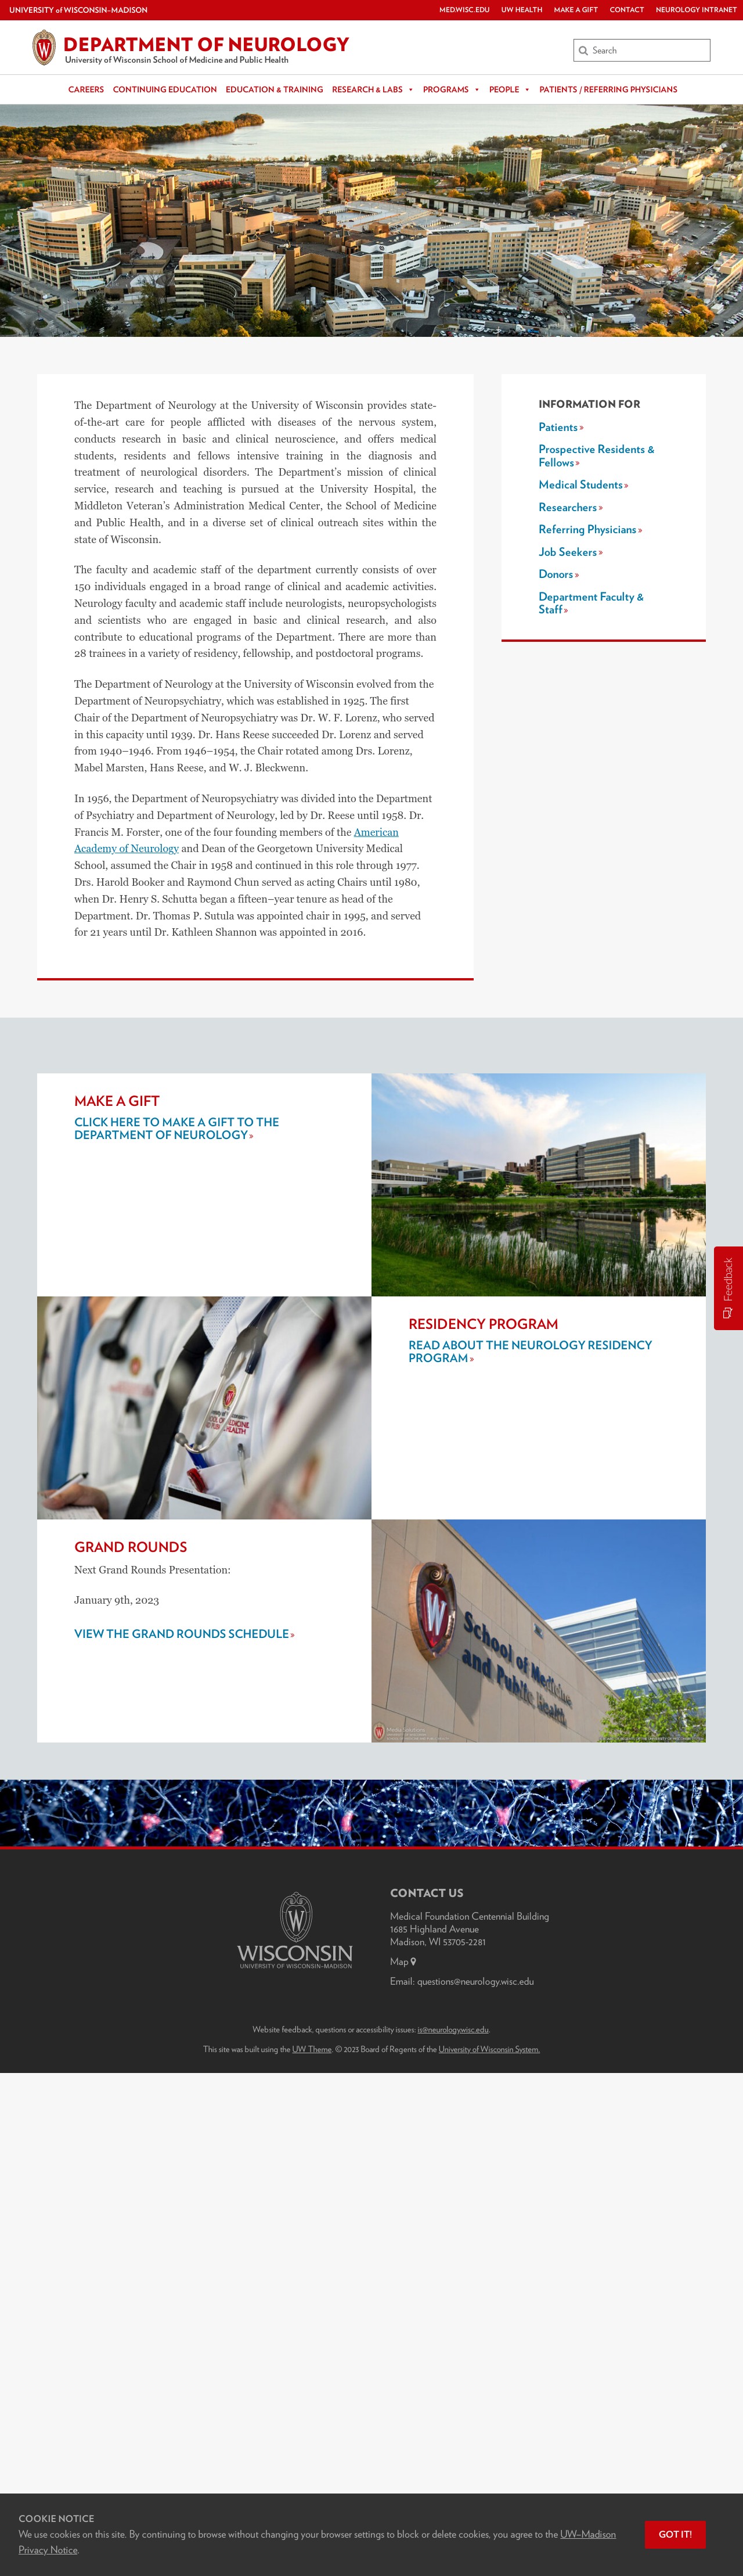 UNIVERSITY of WISCONSIN–MADISON
MED.WISC.EDU UW HEALTH MAKE A GIFT CONTACT NEUROLOGY INTRANET
DEPARTMENT OF NEUROLOGY
University of Wisconsin School of Medicine and Public Health
Search
CAREERS CONTINUING EDUCATION EDUCATION & TRAINING RESEARCH & LABS PROGRAMS PEOPLE PATIENTS / REFERRING PHYSICIANS
The Department of Neurology at the University of Wisconsin provides state-
of-the-art care for people afflicted with diseases of the nervous system,
conducts research in basic and clinical neuroscience, and offers medical
students, residents and fellows intensive training in the diagnosis and
treatment of neurological disorders. The Department's mission of clinical
service, research and teaching is pursued at the University Hospital, the
Middleton Veteran's Administration Medical Center, the School of Medicine
and Public Health, and in a diverse set of clinical outreach sites within the
state of Wisconsin.
The faculty and academic staff of the department currently consists of over
150 individuals engaged in a broad range of clinical and academic activities.
Neurology faculty and academic staff include neurologists, neuropsychologists
and scientists who are engaged in basic and clinical research, and also
contribute to educational programs of the Department. There are more than
28 trainees in a variety of residency, fellowship, and postdoctoral programs.
The Department of Neurology at the University of Wisconsin evolved from the
Department of Neuropsychiatry, which was established in 1925. The first
Chair of the Department of Neuropsychiatry was Dr. W. F. Lorenz, who served
in this capacity until 1939. Dr. Hans Reese succeeded Dr. Lorenz and served
from 1940–1946. From 1946–1954, the Chair rotated among Drs. Lorenz,
Mabel Marsten, Hans Reese, and W. J. Bleckwenn.
In 1956, the Department of Neuropsychiatry was divided into the Department
of Psychiatry and Department of Neurology, led by Dr. Reese until 1958. Dr.
Francis M. Forster, one of the four founding members of the American
Academy of Neurology and Dean of the Georgetown University Medical
School, assumed the Chair in 1958 and continued in this role through 1977.
Drs. Harold Booker and Raymond Chun served as acting Chairs until 1980,
when Dr. Henry S. Schutta began a fifteen–year tenure as head of the
Department. Dr. Thomas P. Sutula was appointed chair in 1995, and served
for 21 years until Dr. Kathleen Shannon was appointed in 2016.
INFORMATION FOR
Patients»
Prospective Residents &
Fellows»
Medical Students»
Researchers»
Referring Physicians»
Job Seekers»
Donors»
Department Faculty &
Staff»
MAKE A GIFT
CLICK HERE TO MAKE A GIFT TO THE
DEPARTMENT OF NEUROLOGY»
Feedback
RESIDENCY PROGRAM
READ ABOUT THE NEUROLOGY RESIDENCY
PROGRAM»
GRAND ROUNDS
Next Grand Rounds Presentation:
January 9th, 2023
VIEW THE GRAND ROUNDS SCHEDULE»
W
School of Medicine
and Public Health
CONTACT US
Medical Foundation Centennial Building
1685 Highland Avenue
Madison, WI 53705-2281
Map
Email: questions@neurology.wisc.edu
WISCONSIN
UNIVERSITY OF WISCONSIN–MADISON
Website feedback, questions or accessibility issues: is@neurology.wisc.edu.
This site was built using the UW Theme. © 2023 Board of Regents of the University of Wisconsin System.
COOKIE NOTICE
We use cookies on this site. By continuing to browse without changing your browser settings to block or delete cookies, you agree to the UW–Madison
Privacy Notice.
GOT IT!